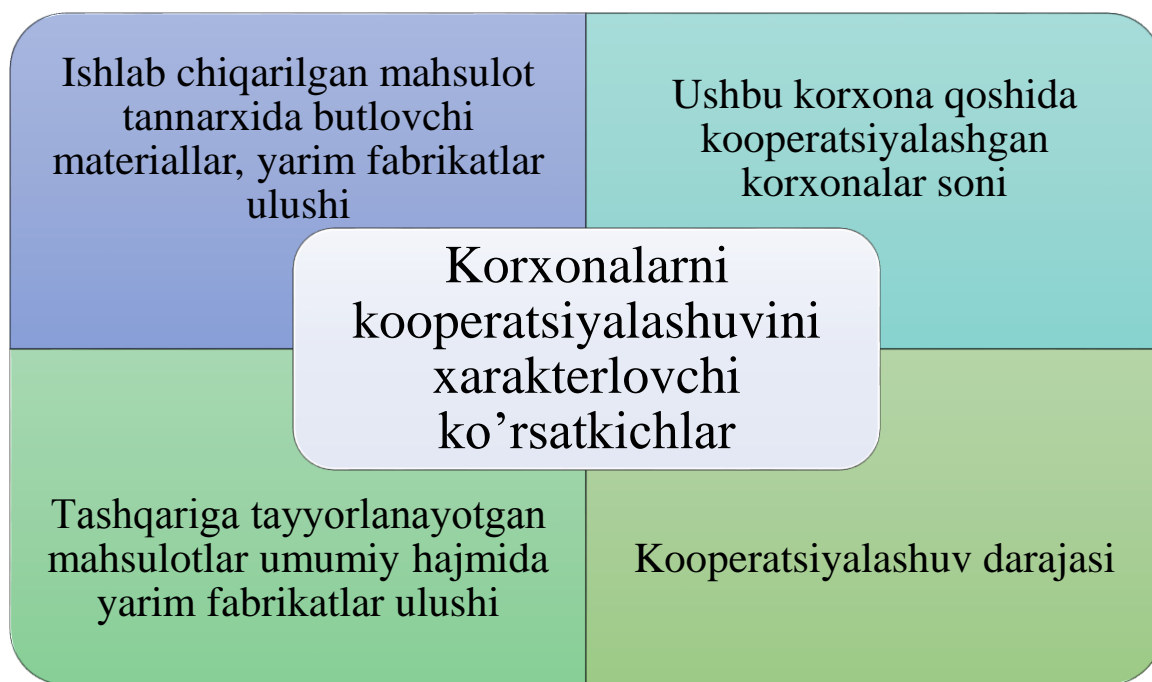 Ishlab chiqarilgan mahsulot
tannarxida butlovchi
materiallar, yarim fabrikatlar
ulushi
Ushbu korxona qoshida
kooperatsiyalashgan
korxonalar soni
Korxonalarni
kooperatsiyalashuvini
xarakterlovchi
ko’rsatkichlar
Tashqariga tayyorlanayotgan
mahsulotlar umumiy hajmida
yarim fabrikatlar ulushi
Kooperatsiyalashuv darajasi